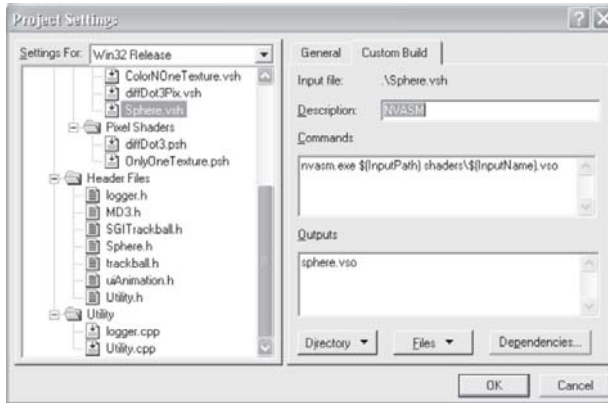 Project Settings
Settings For: Win32 Release
ColorNOneTexture.vsh
diffDot3Pix.vsh
Sphere.vsh
Pixel Shaders
diffDot3.psh
OnlyOneTexture.psh
Header Files
logger.h
MD3.h
SGITrackball.h
Sphere.h
trackball.h
uiAnimation.h
Utility.h
Utility
logger.cpp
Utility.cpp
General Custom Build
Input file: .\Sphere.vsh
Description: NVASM
Commands
nvasm.exe $(InputPath) shaders\$(InputName).vso
Outputs
sphere.vso
Directory Files Dependencies...
OK Cancel